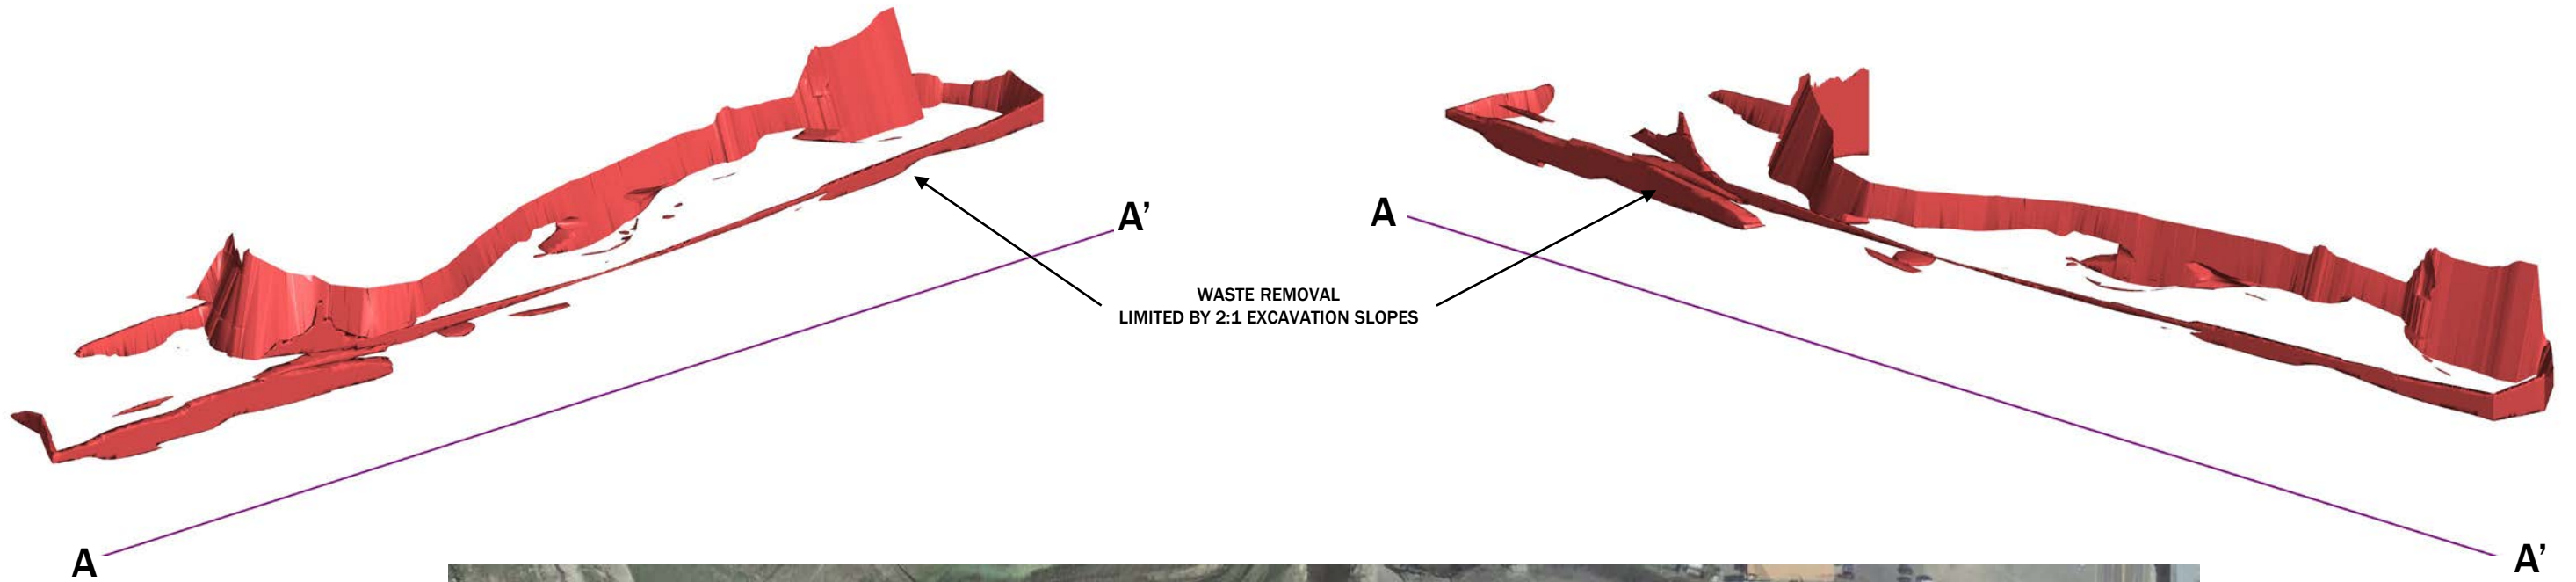 A’
A
WASTE REMOVAL
LIMITED BY 2:1 EXCAVATION SLOPES
A
A’